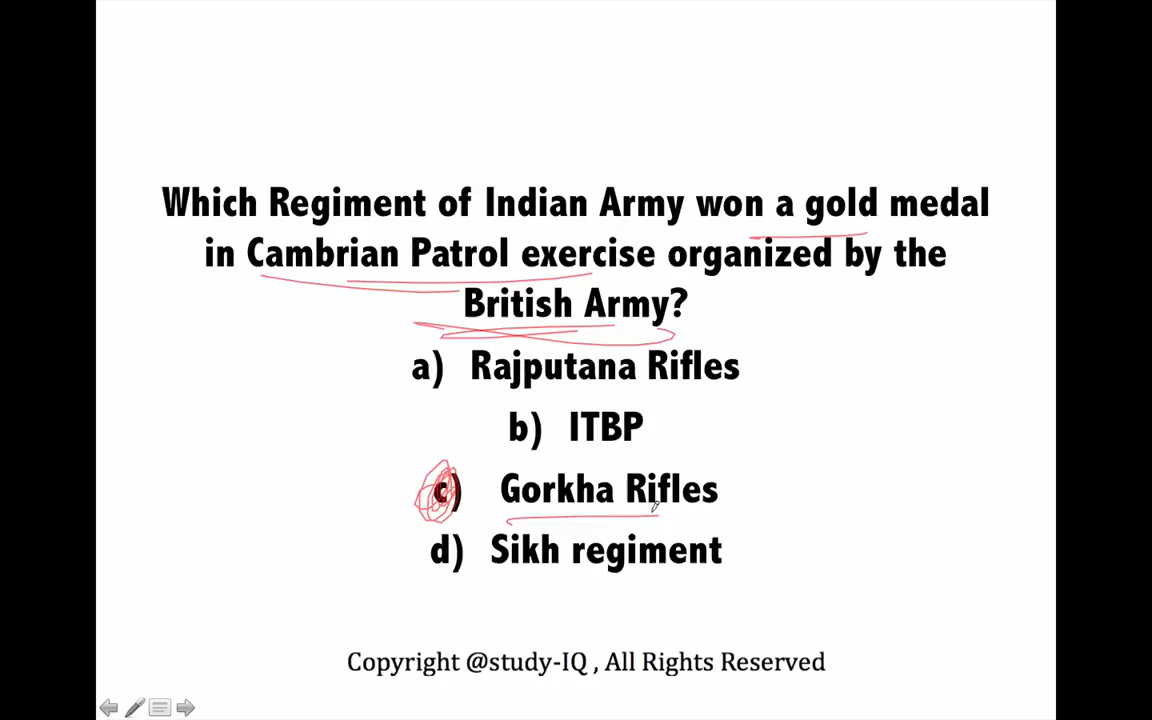 Which Regiment of Indian Army won a gold medal
in Cambrian Patrol exercise organized by the
British Army?
a) Rajputana Rifles
b) ITBP
c) Gorkha Rifles
d) Sikh regiment
Copyright @study-IQ , All Rights Reserved